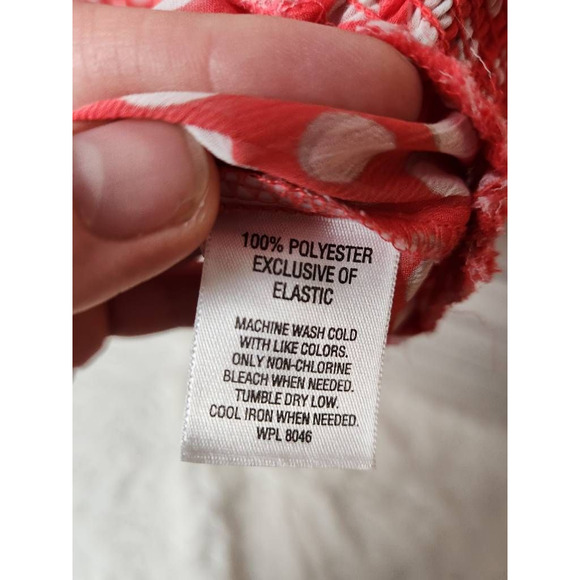 100% POLYESTER
EXCLUSIVE OF
ELASTIC
MACHINE WASH COLD
WITH LIKE COLORS.
ONLY NON-CHLORINE
BLEACH WHEN NEEDED.
TUMBLE DRY LOW.
COOL IRON WHEN NEEDED.
WPL 8046